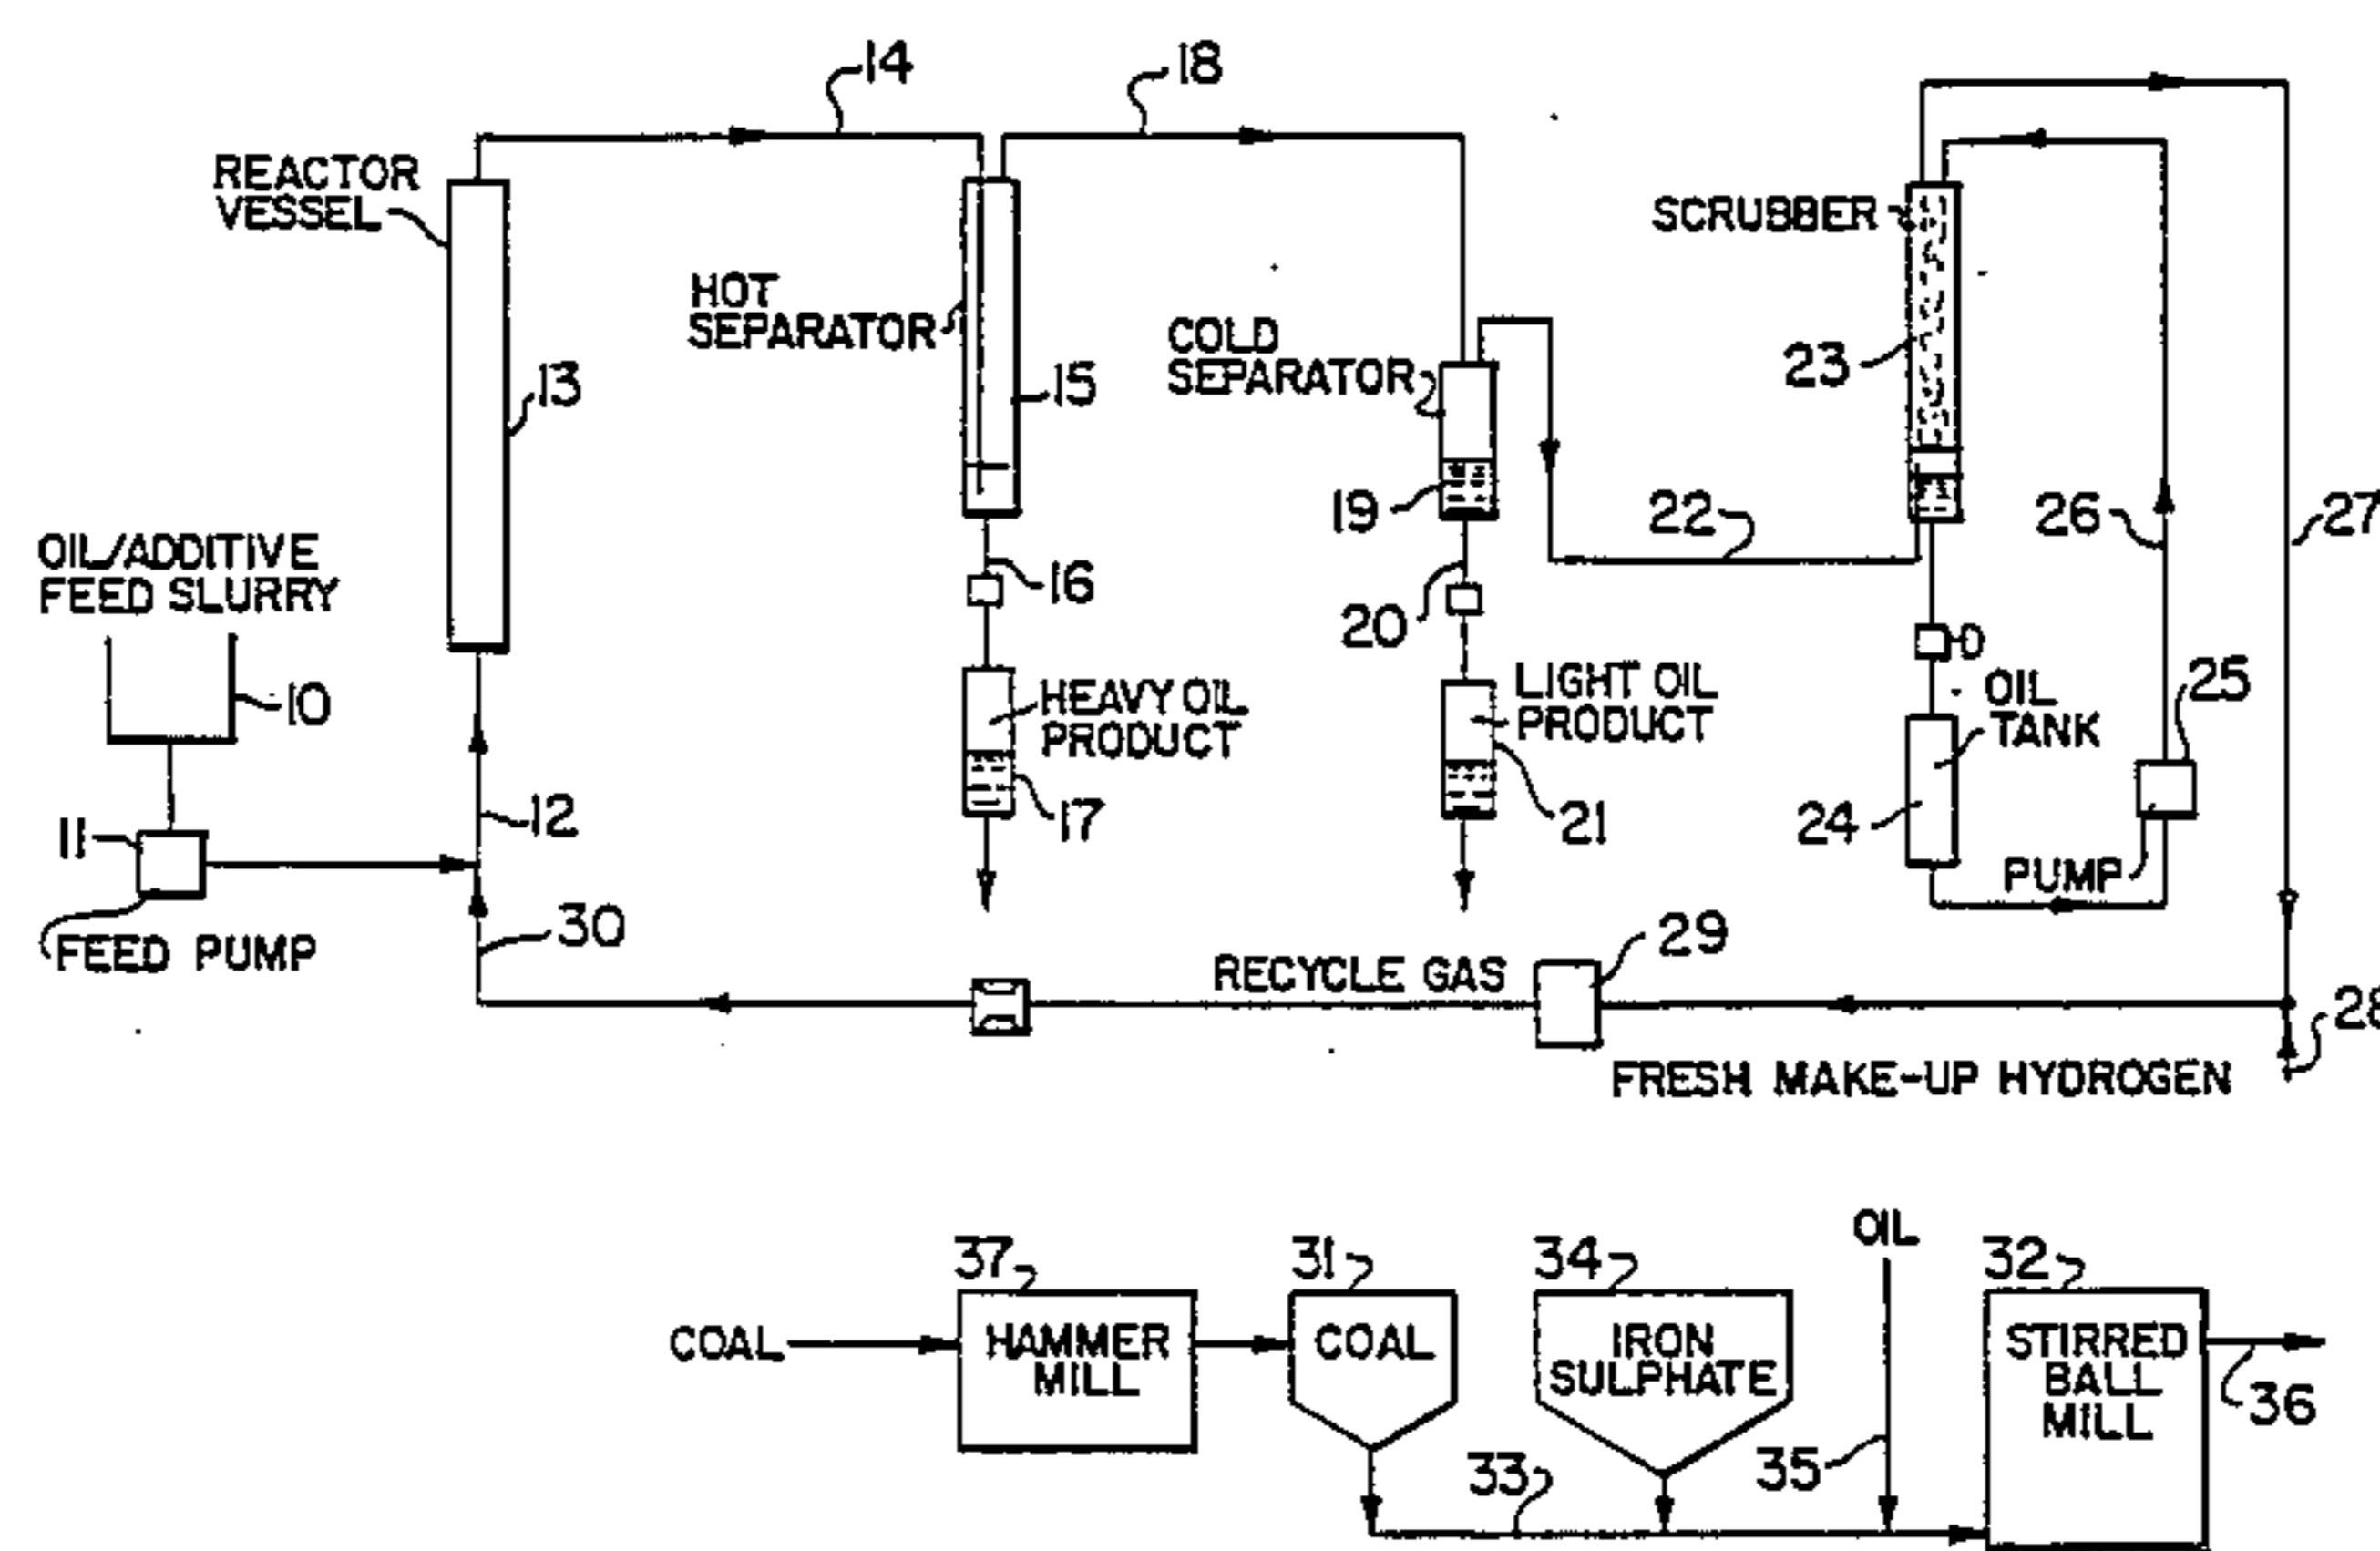 14
18
REACTOR
VESSEL
SCRUBBER
HOT
SEPARATOR
COLD
SEPARATOR
23
13
15
19
22
26
27
OIL/ADDITIVE
FEED SLURRY
16
20
10
HEAVY OIL
PRODUCT
LIGHT OIL
PRODUCT
OIL
TANK
25
11
12
17
21
24
PUMP
30
FEED PUMP
RECYCLE GAS
29
28
FRESH MAKE-UP HYDROGEN
OIL
37
31
34
32
COAL
HAMMER
MILL
COAL
IRON
SULPHATE
STIRRED
BALL
MILL
36
33
35